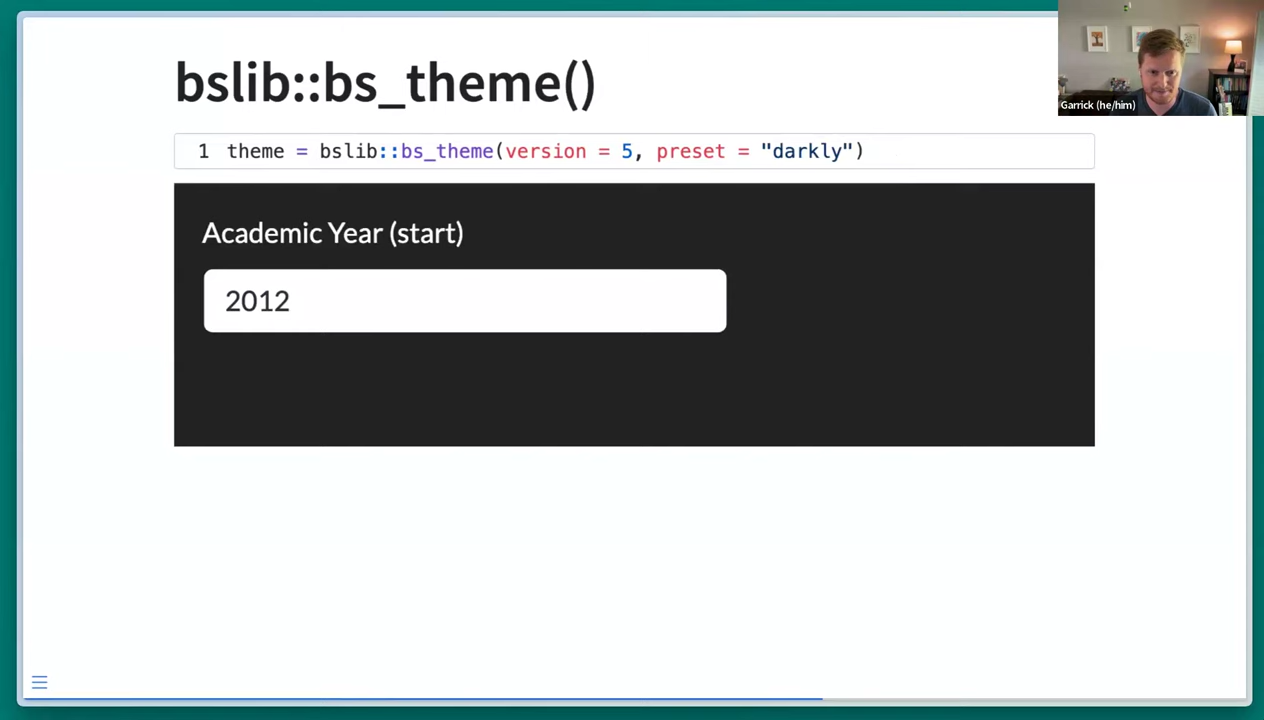 bslib::bs_theme()
Garrick (he/him)
1 theme = bslib::bs_theme(version = 5, preset = "darkly")
Academic Year (start)
2012